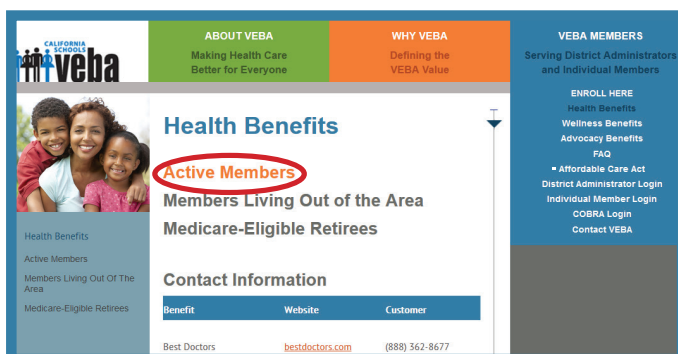 CALIFORNIA
SCHOOLS
veba
ABOUT VEBA
Making Health Care
Better for Everyone
WHY VEBA
Defining the
VEBA Value
VEBA MEMBERS
Serving District Administrators
and Individual Members
ENROLL HERE
Health Benefits
Wellness Benefits
Advocacy Benefits
FAQ
Affordable Care Act
District Administrator Login
Individual Member Login
COBRA Login
Contact VEBA
Health Benefits
Active Members
Members Living Out Of The
Area
Medicare-Eligible Retirees
Health Benefits
Active Members
Members Living Out of the Area
Medicare-Eligible Retirees
Contact Information
Benefit Website Customer
Best Doctors bestdoctors.com (888) 362-8677